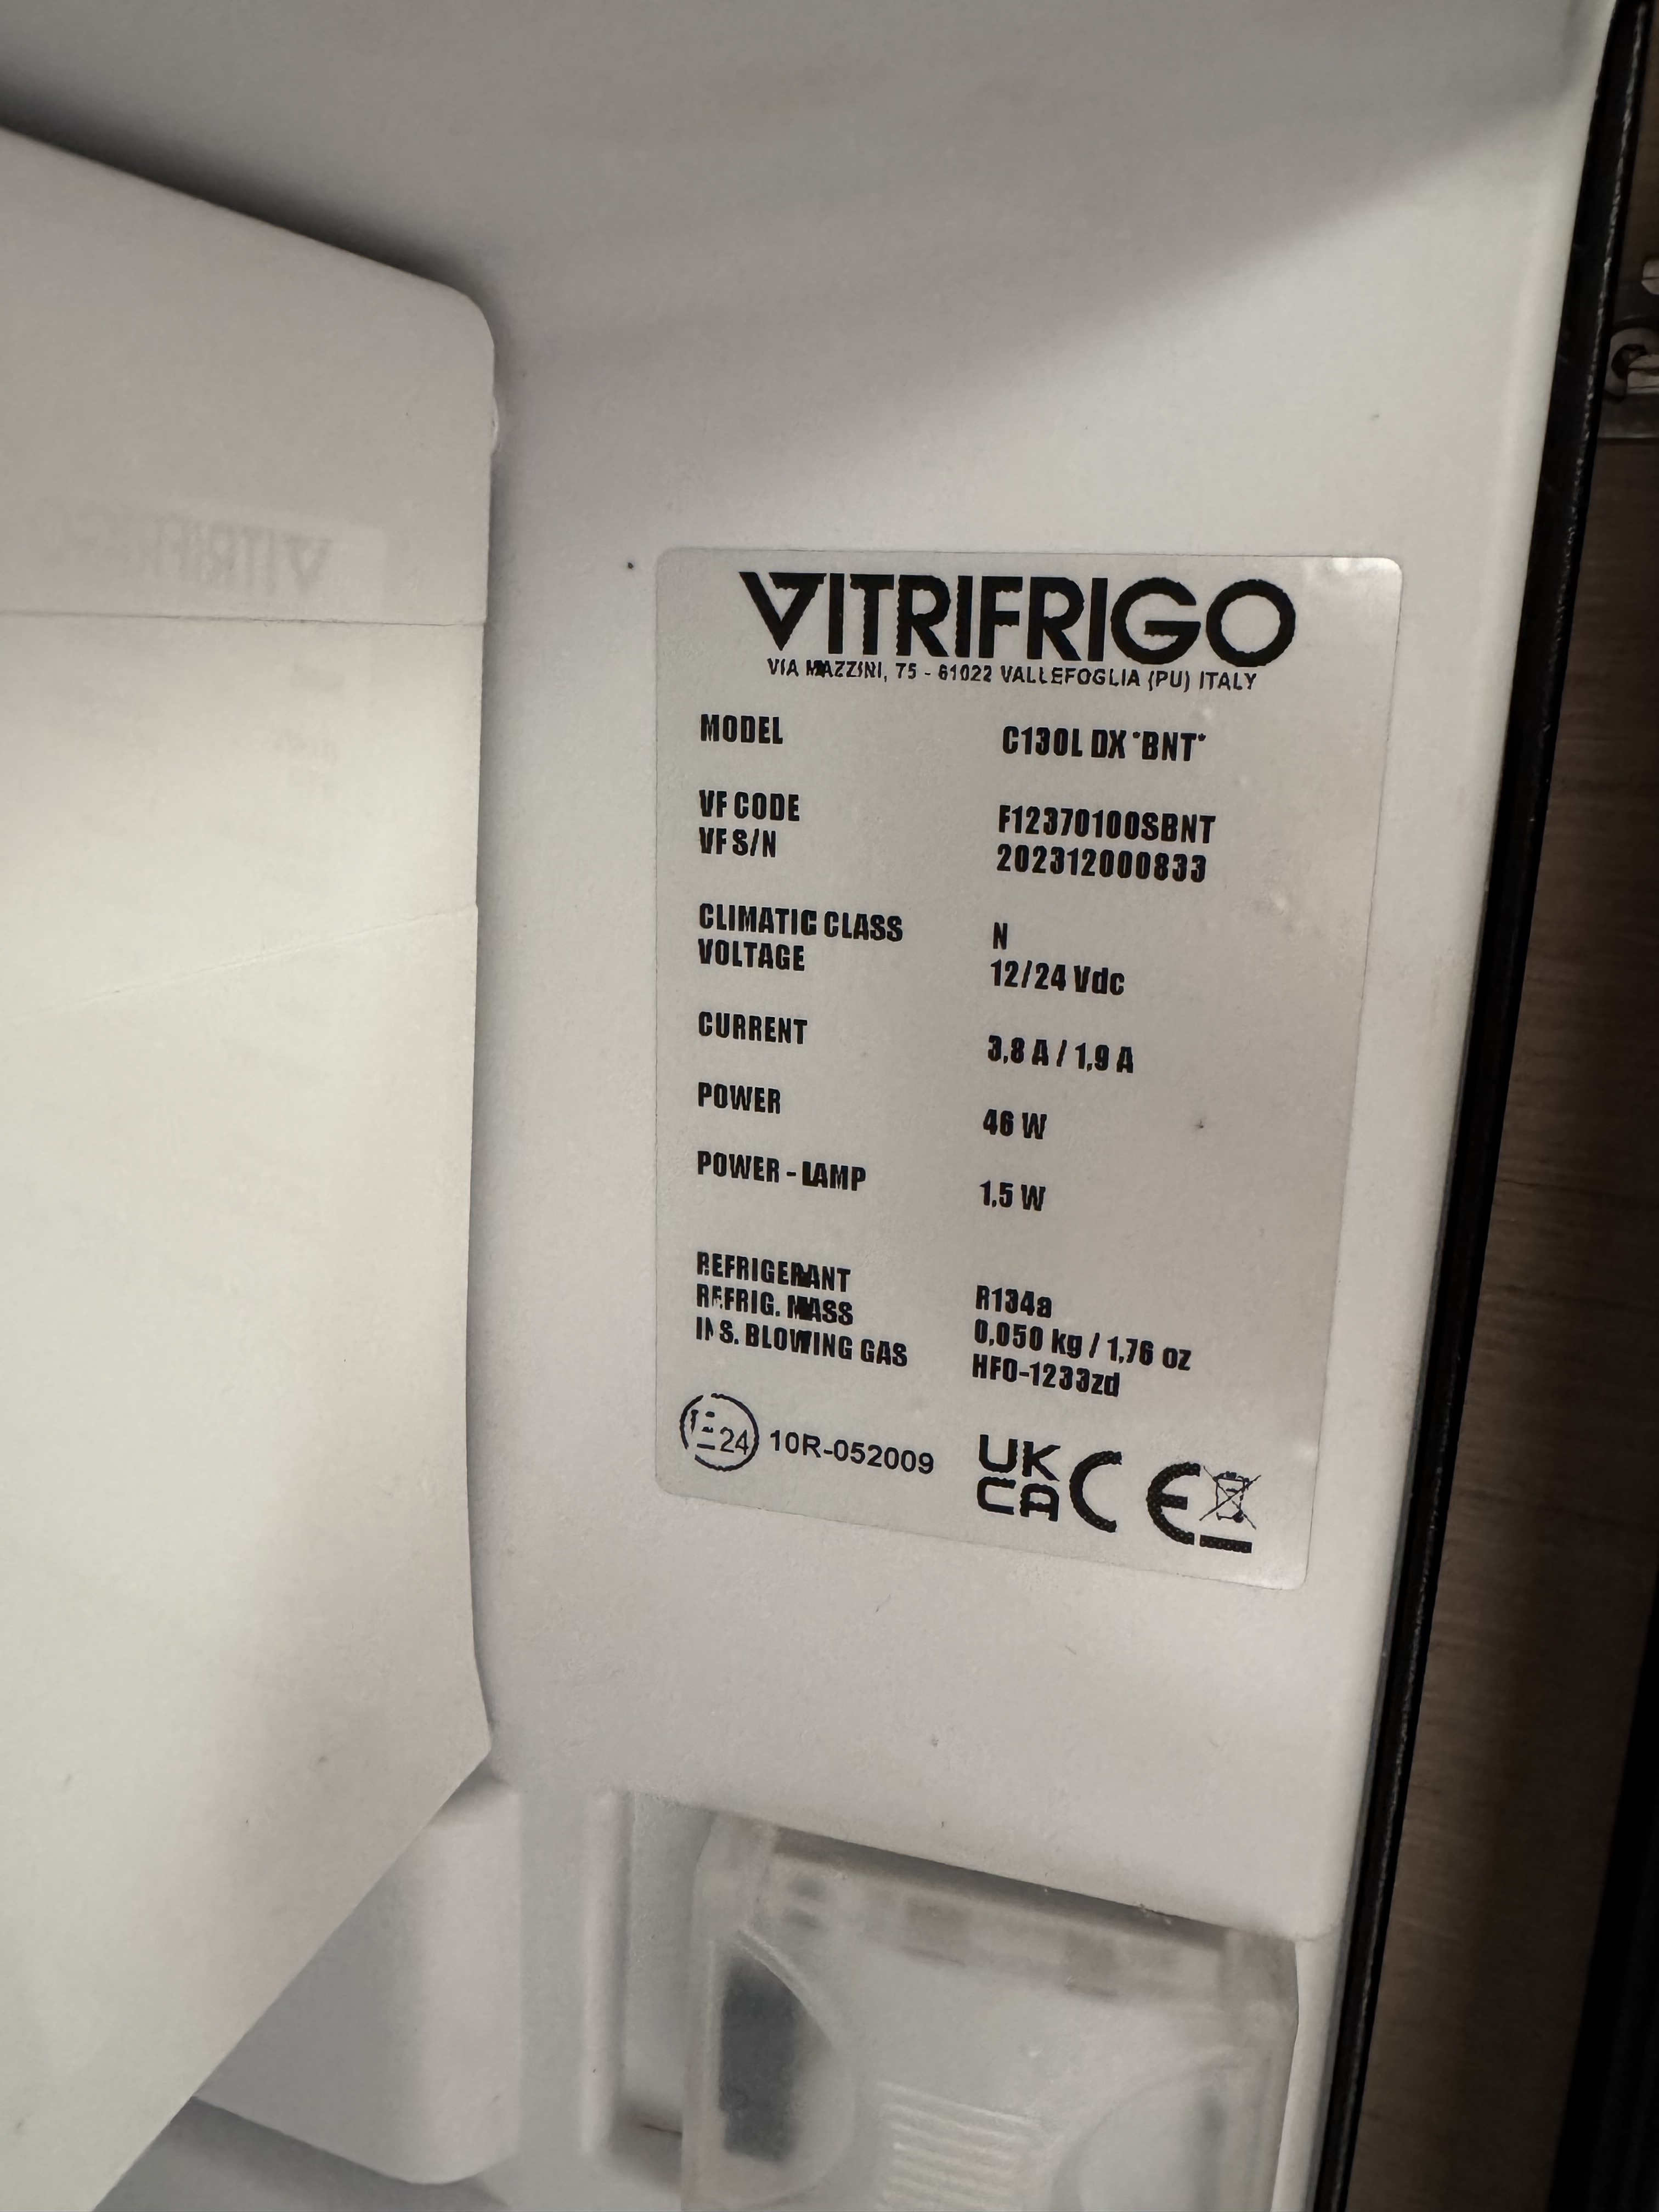 VITRIFRIGO
VIA MAZZINI, 75 - 61022 VALLEFOGLIA (PU) ITALY
MODEL C130L DX *BNT*
VF CODE F12370100SBNT
VF S/N 202312000833
CLIMATIC CLASS N
VOLTAGE 12/24 Vdc
CURRENT 3,8 A / 1,9 A
POWER 46 W
POWER - LAMP 1.5 W
REFRIGERANT R134a
REFRIG. MASS 0,050 kg / 1,76 oz
INS. BLOWING GAS HFO-1233zd
E24 10R-052009 UK
CA CE